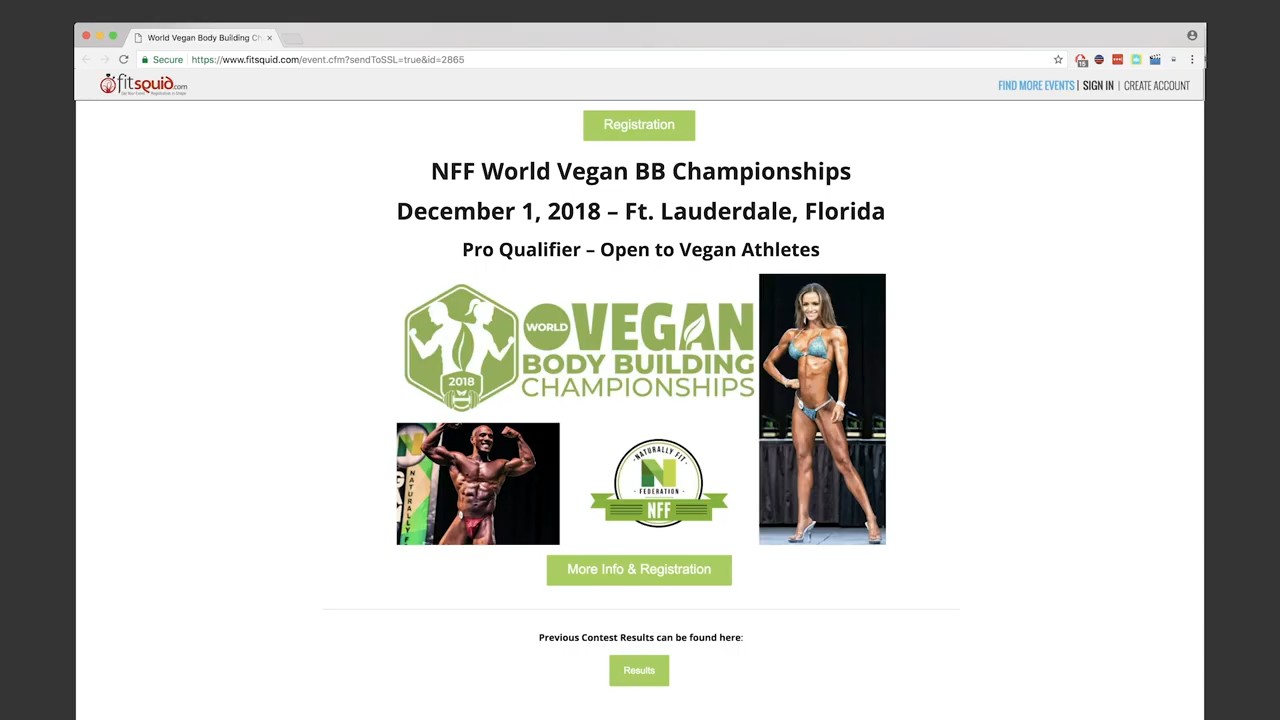 World Vegan Body Building Ch
Secure https://www.fitsquid.com/event.cfm?sendToSSL=true&id=2865
15
fitsquid.com
FIND MORE EVENTS | SIGN IN | CREATE ACCOUNT
Registration
NFF World Vegan BB Championships
December 1, 2018 – Ft. Lauderdale, Florida
Pro Qualifier – Open to Vegan Athletes
WORLD VEGAN
BODY BUILDING
CHAMPIONSHIPS
2018
NATURALLY
NATURALLY FIT
N
FEDERATION
NFF
More Info & Registration
Previous Contest Results can be found here:
Results